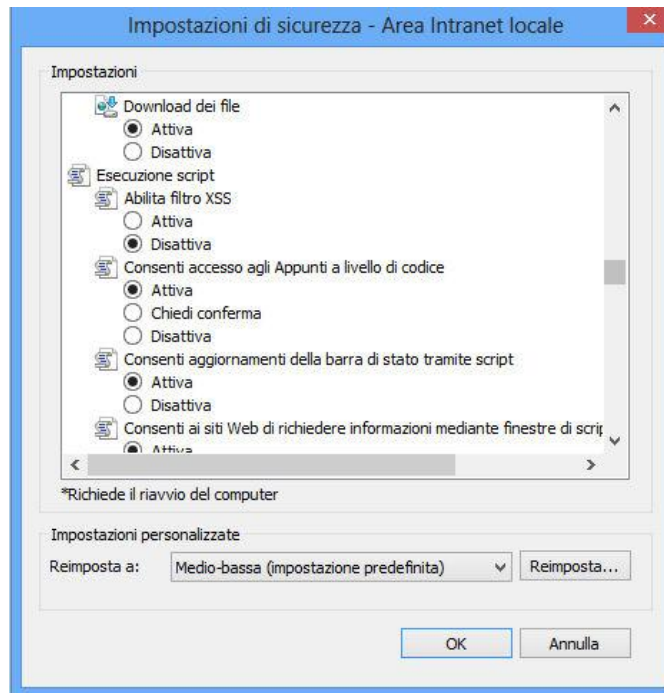 Impostazioni di sicurezza - Area Intranet locale
Impostazioni
Download dei file
Attiva
Disattiva
Esecuzione script
Abilita filtro XSS
Attiva
Disattiva
Consenti accesso agli Appunti a livello di codice
Attiva
Chiedi conferma
Disattiva
Consenti aggiornamenti della barra di stato tramite script
Attiva
Disattiva
Consenti ai siti Web di richiedere informazioni mediante finestre di scrip
Attiva
*Richiede il riavvio del computer
Impostazioni personalizzate
Reimposta a: Medio-bassa (impostazione predefinita) Reimposta...
OK Annulla